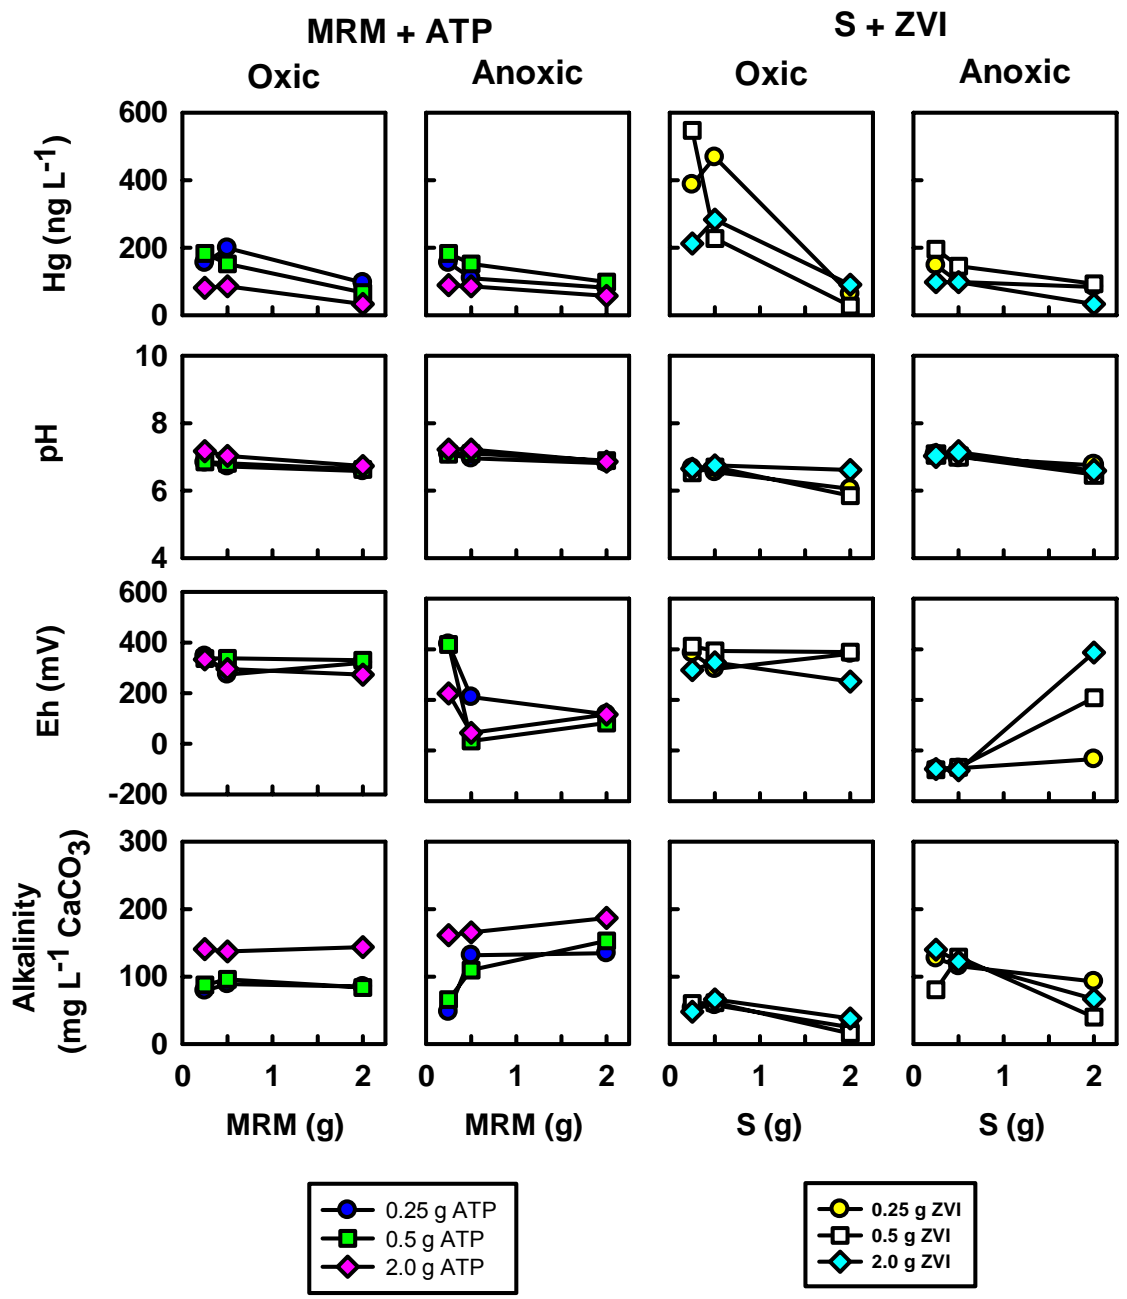 MRM + ATP
S + ZVI
Oxic
Anoxic
Oxic
Anoxic
Hg (ng L-1)
600
400
200
0
pH
10
8
6
4
Eh (mV)
600
400
200
0
-200
Alkalinity
(mg L-1 CaCO3)
300
200
100
0
0 1 2
0 1 2
0 1 2
0 1 2
MRM (g)
MRM (g)
S (g)
S (g)
0.25 g ATP
0.5 g ATP
2.0 g ATP
0.25 g ZVI
0.5 g ZVI
2.0 g ZVI